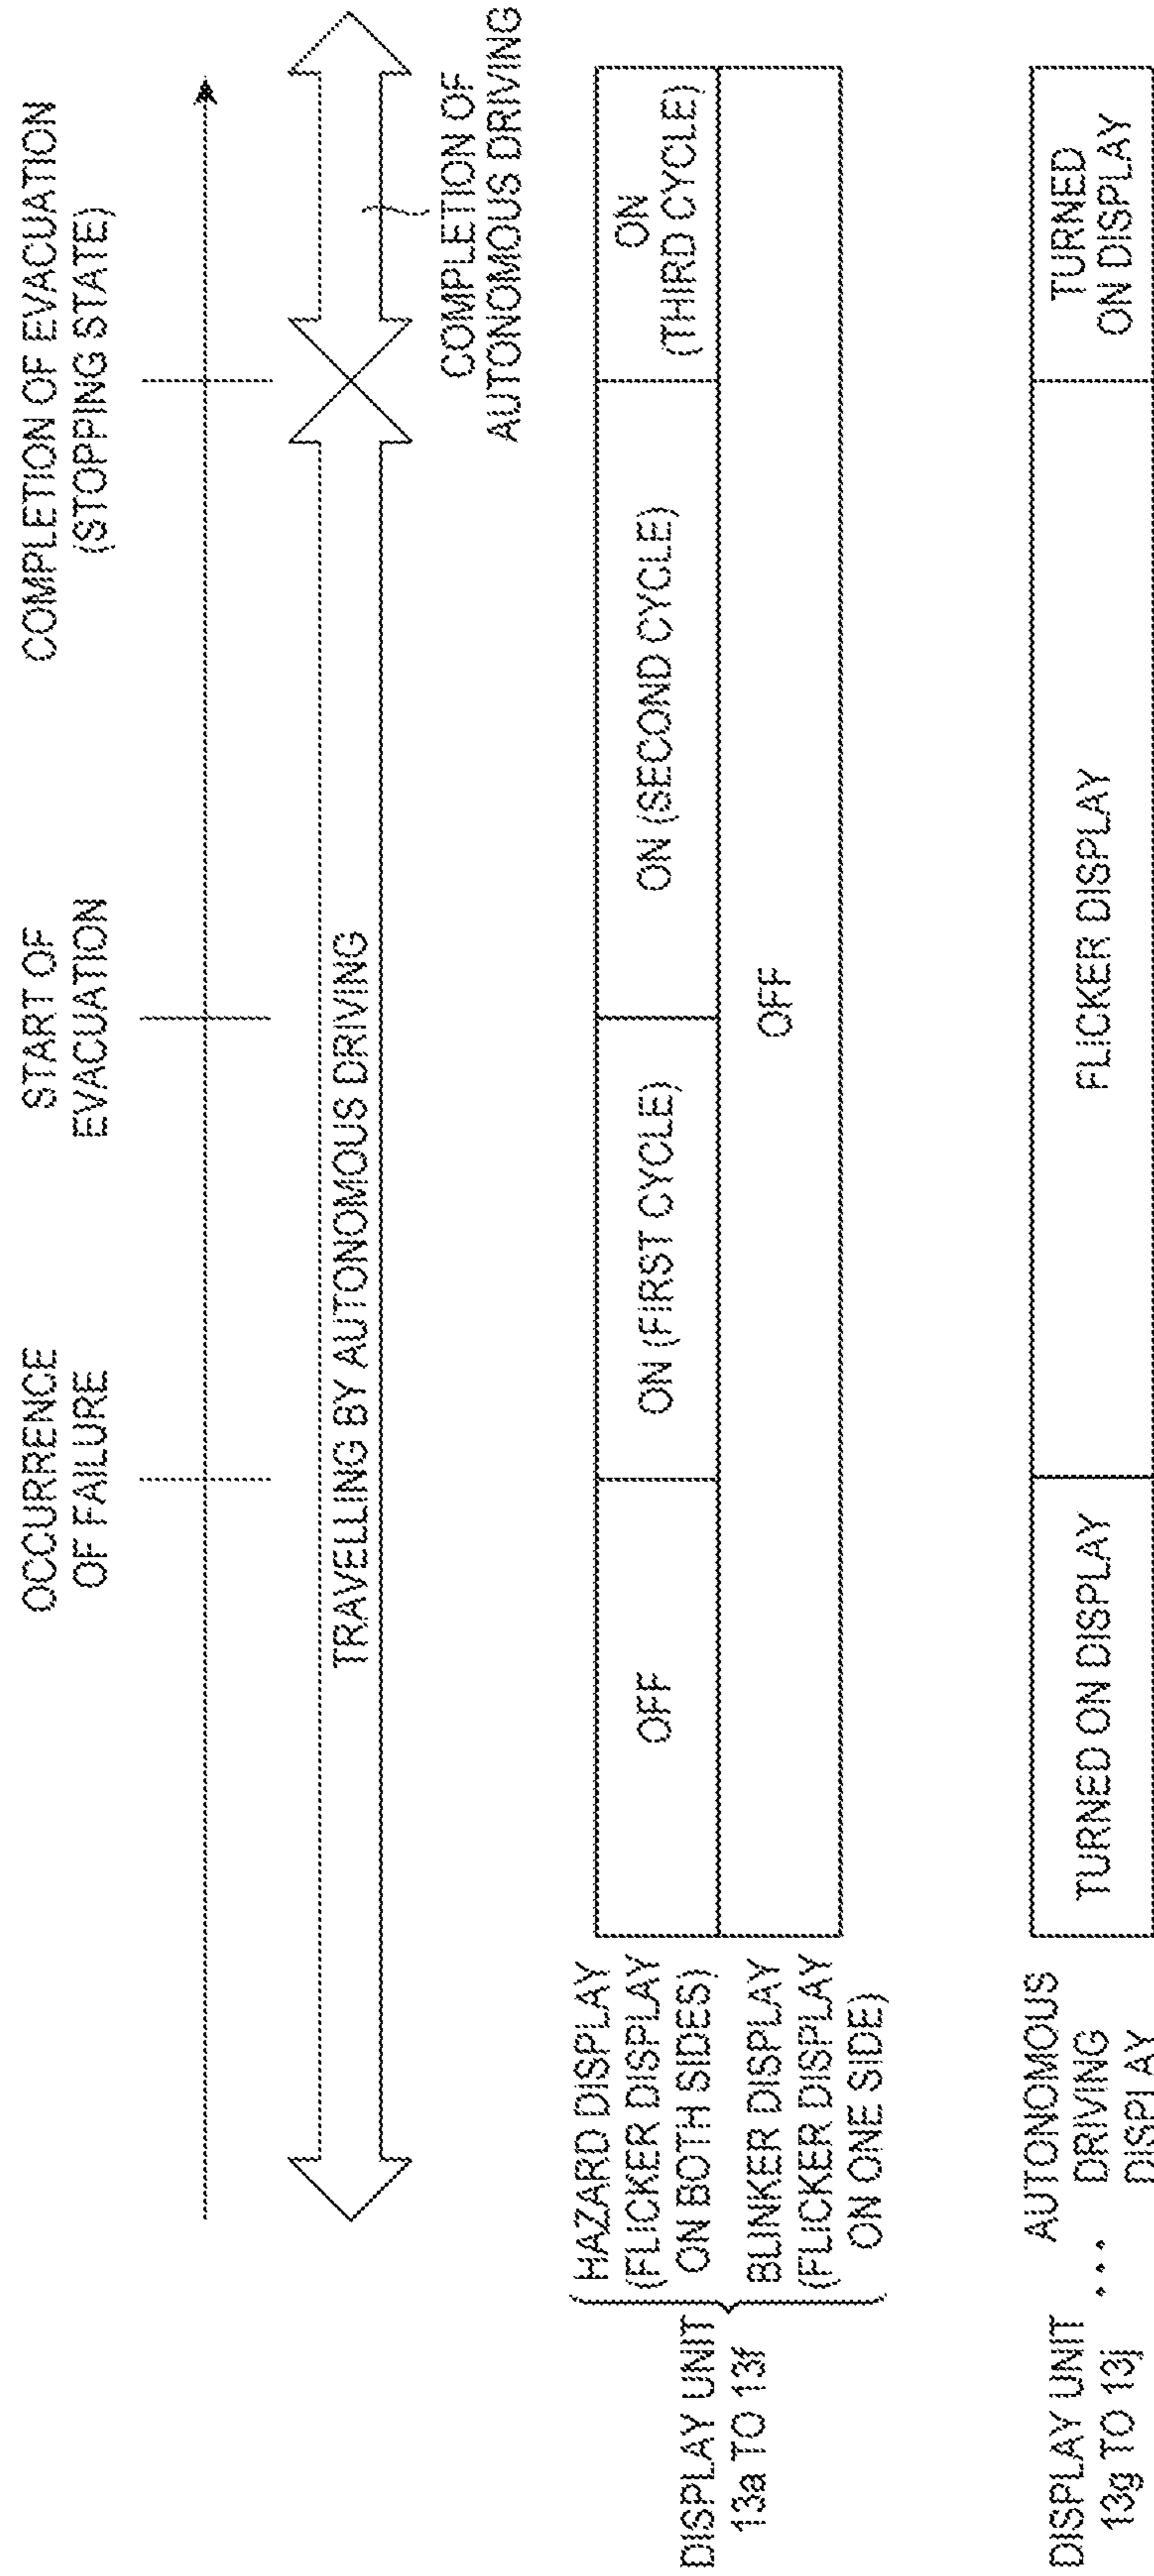 OCCURRENCE
OF FAILURE
START OF
EVACUATION
COMPLETION OF EVACUATION
(STOPPING STATE)
TRAVELLING BY AUTONOMOUS DRIVING
COMPLETION OF
AUTONOMOUS DRIVING
DISPLAY UNIT
13a TO 13f
HAZARD DISPLAY
(FLICKER DISPLAY
ON BOTH SIDES)
OFF
ON (FIRST CYCLE)
ON (SECOND CYCLE)
ON
(THIRD CYCLE)
BLINKER DISPLAY
(FLICKER DISPLAY
ON ONE SIDE)
OFF
DISPLAY UNIT
13g TO 13j
...
AUTONOMOUS
DRIVING
DISPLAY
TURNED ON DISPLAY
FLICKER DISPLAY
TURNED
ON DISPLAY